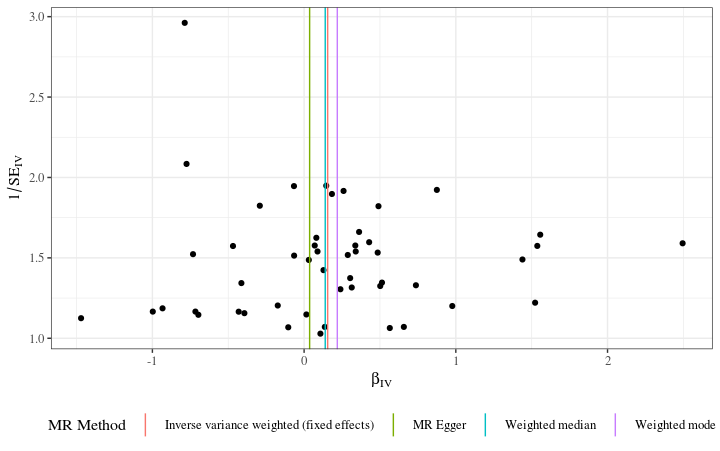 3.0
2.5
2.0
1.5
1.0
1/SE_IV
-1 0 1 2
β_IV
MR Method Inverse variance weighted (fixed effects) MR Egger Weighted median Weighted mode